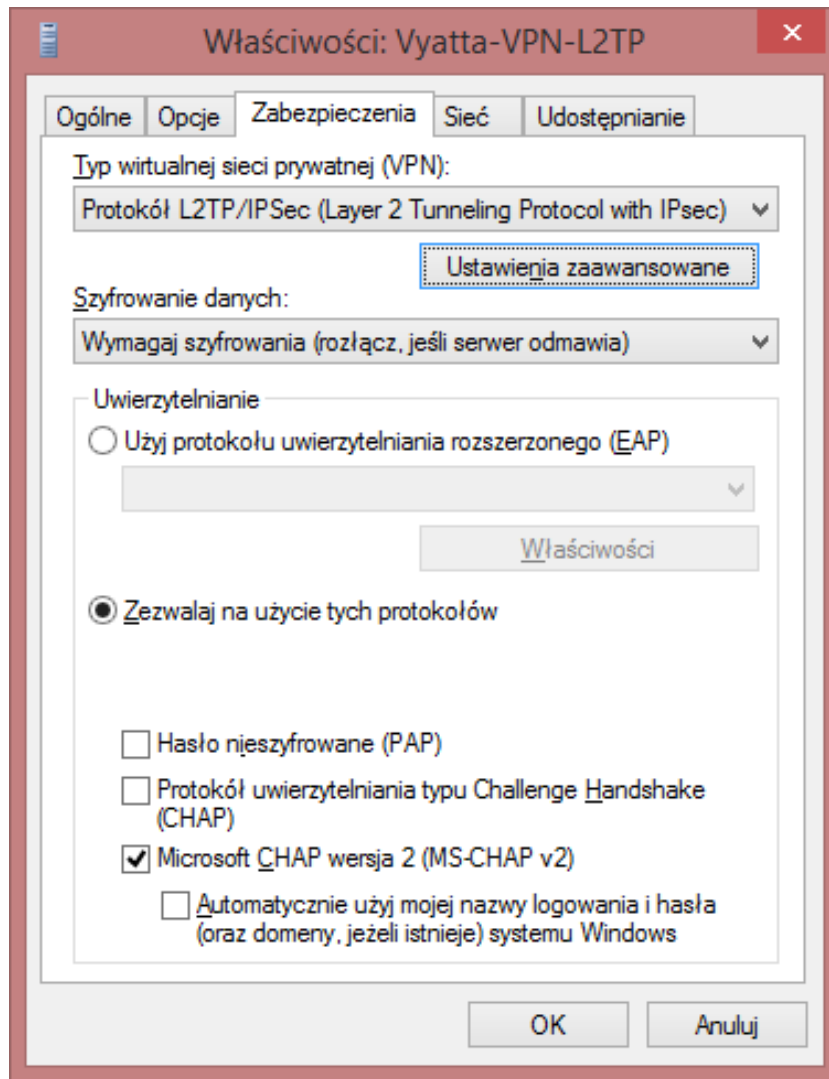 Właściwości: Vyatta-VPN-L2TP
Ogólne Opcje Zabezpieczenia Sieć Udostępnianie
Typ wirtualnej sieci prywatnej (VPN):
Protokół L2TP/IPSec (Layer 2 Tunneling Protocol with IPsec)
Ustawienia zaawansowane
Szyfrowanie danych:
Wymagaj szyfrowania (rozłącz, jeśli serwer odmawia)
Uwierzytelnianie
Użyj protokołu uwierzytelniania rozszerzonego (EAP)
Właściwości
Zezwalaj na użycie tych protokołów
Hasło nieszyfrowane (PAP)
Protokół uwierzytelniania typu Challenge Handshake
(CHAP)
Microsoft CHAP wersja 2 (MS-CHAP v2)
Automatycznie użyj mojej nazwy logowania i hasła
(oraz domeny, jeżeli istnieje) systemu Windows
OK Anuluj